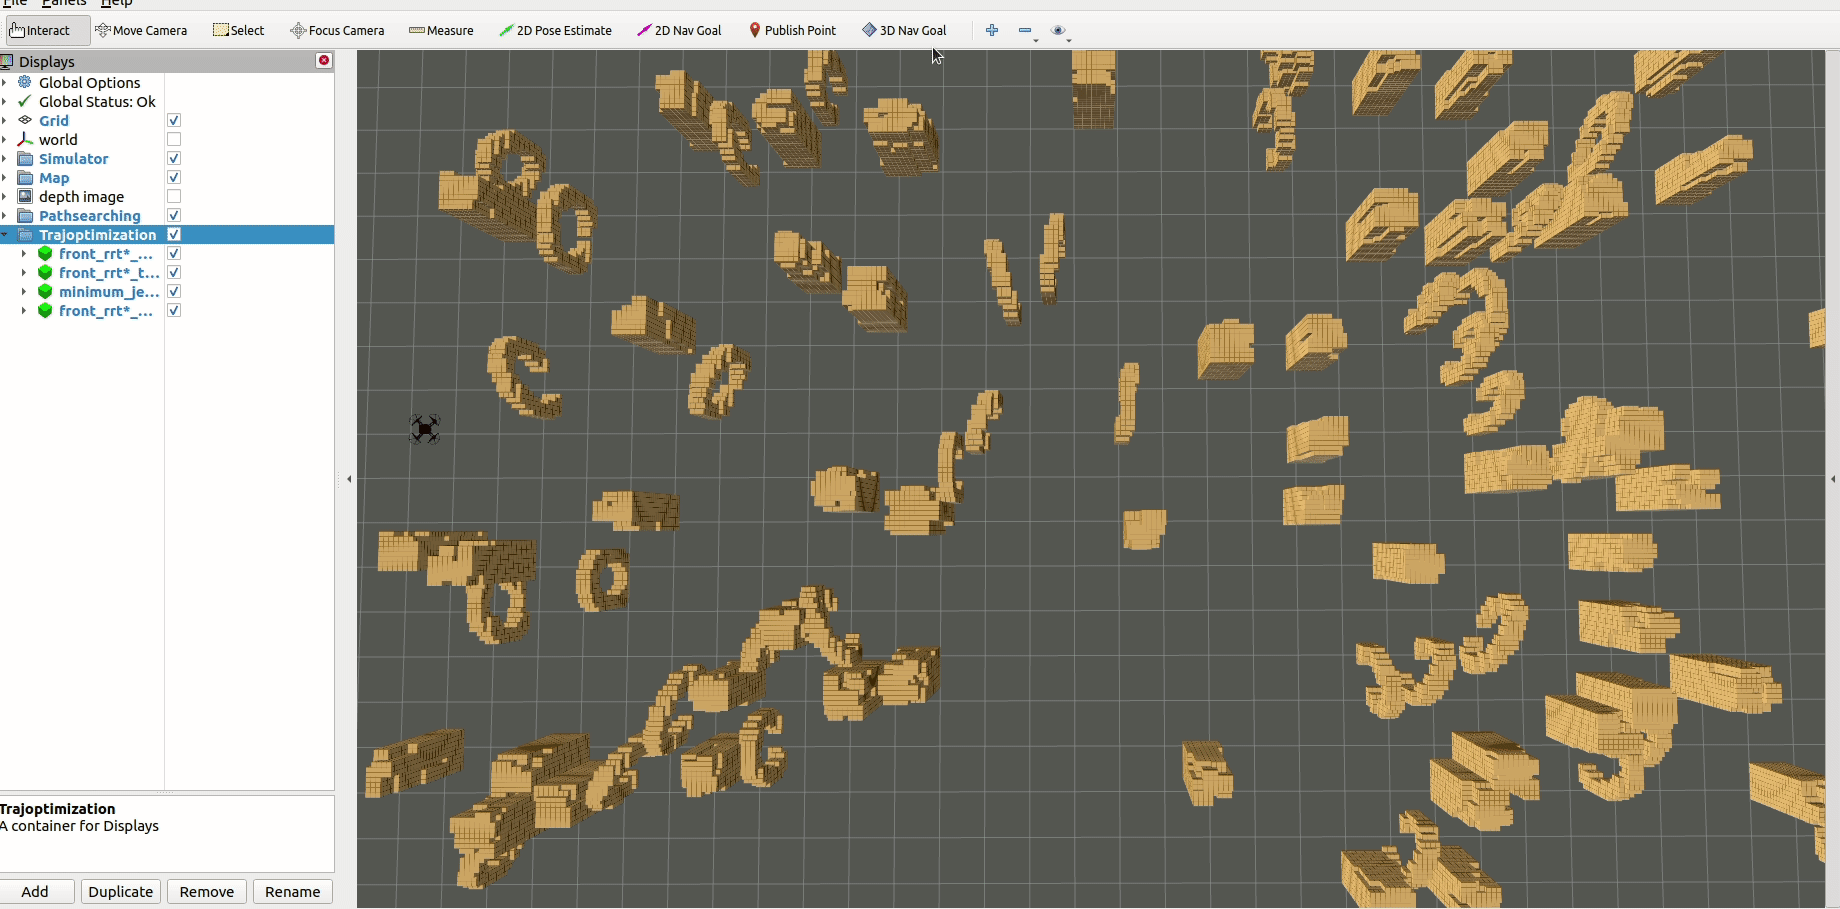 File Panels Help
Interact Move Camera Select Focus Camera Measure 2D Pose Estimate 2D Nav Goal Publish Point 3D Nav Goal
Displays
Global Options
Global Status: Ok
Grid
world
Simulator
Map
depth image
Pathsearching
Trajoptimization
front_rrt*_...
front_rrt*_t...
minimum_je...
front_rrt*_...
Trajoptimization
A container for Displays
Add Duplicate Remove Rename